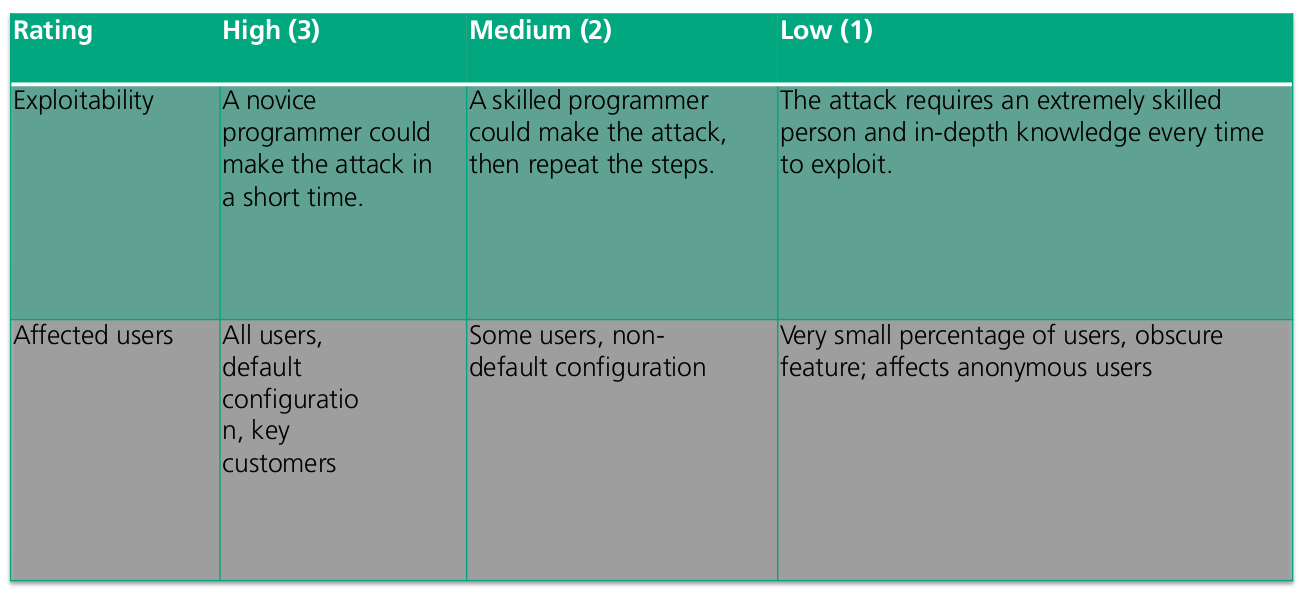 Rating
High (3)
Medium (2)
Low (1)
Exploitability
A novice
programmer could
make the attack in
a short time.
A skilled programmer
could make the attack,
then repeat the steps.
The attack requires an extremely skilled
person and in-depth knowledge every time
to exploit.
Affected users
All users,
default
configuratio
n, key
customers
Some users, non-
default configuration
Very small percentage of users, obscure
feature; affects anonymous users